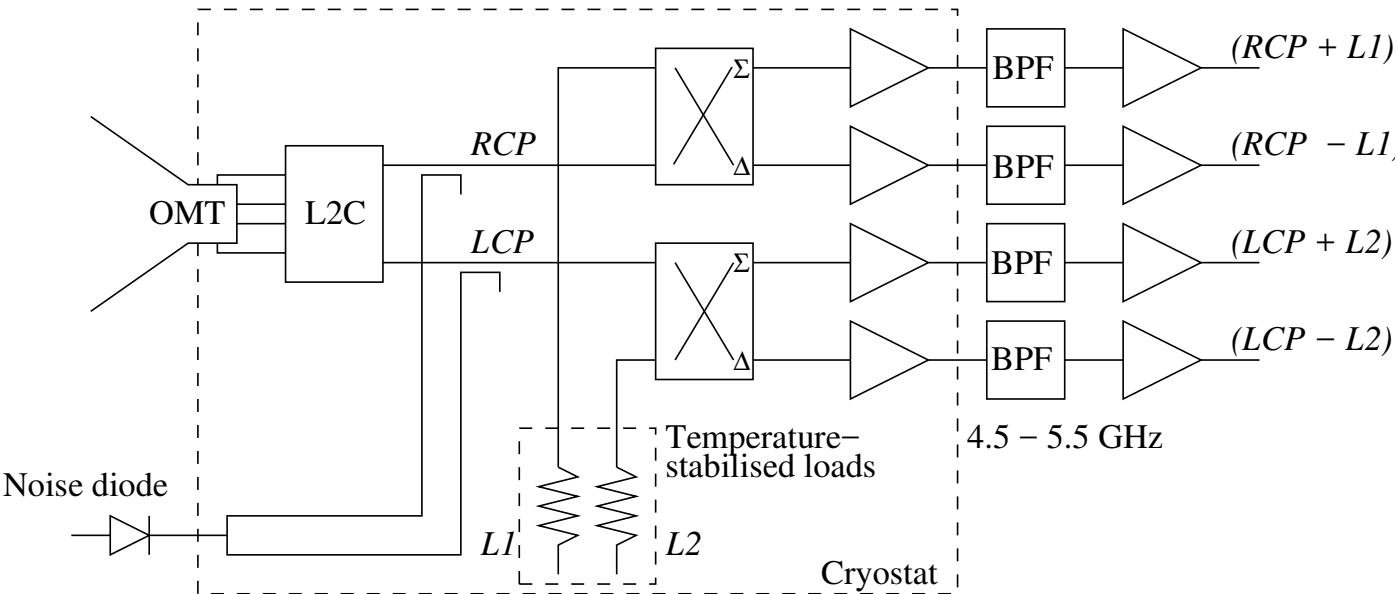 BPF
(RCP + L1)
Σ
RCP
BPF
(RCP − L1)
Δ
OMT
L2C
LCP
Σ
BPF
(LCP + L2)
Δ
BPF
(LCP − L2)
Temperature−
stabilised loads
4.5 − 5.5 GHz
Noise diode
L1
L2
Cryostat